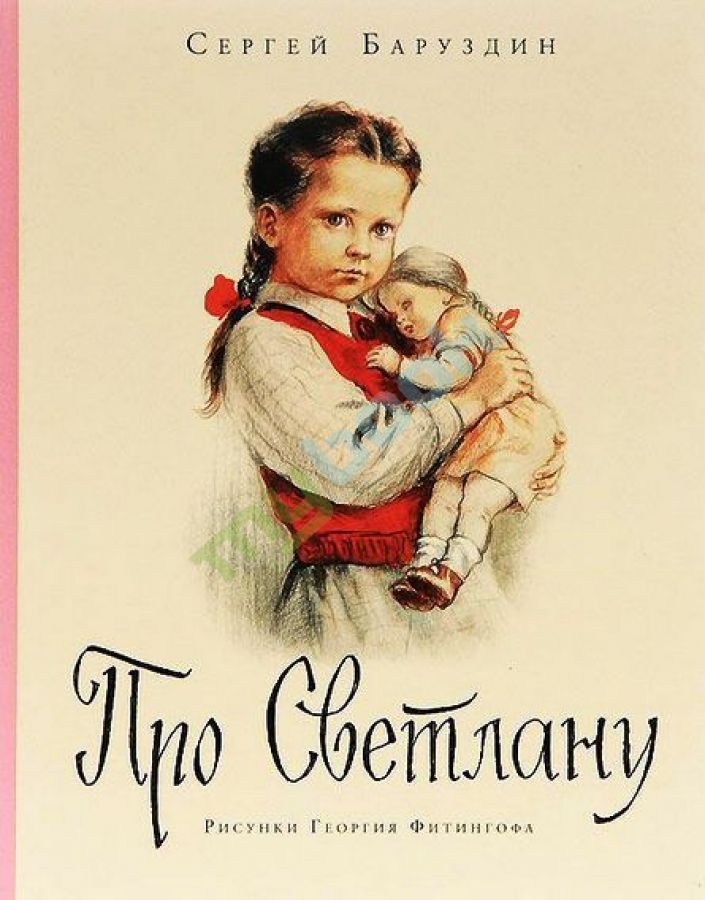 Сергей Баруздин
Про Светлану
Рисунки Георгия Фитингофа